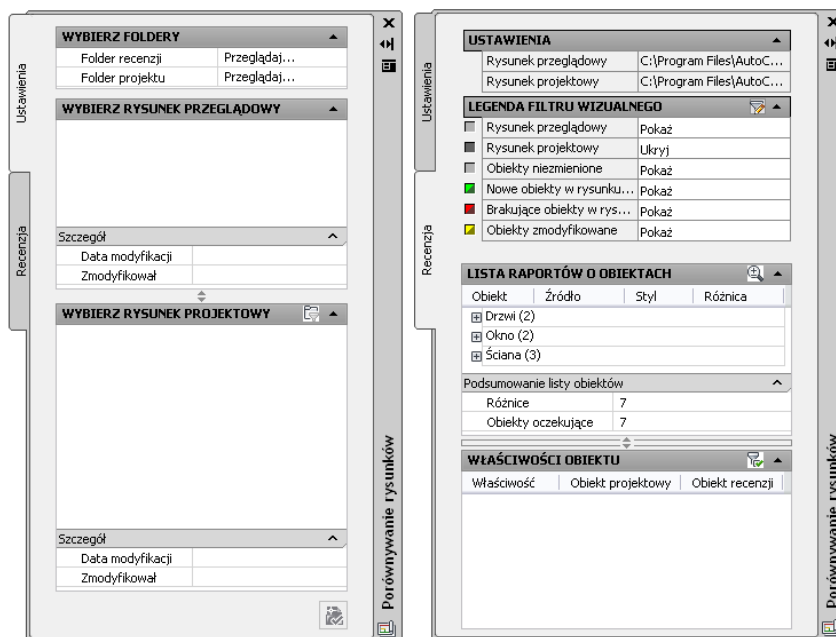 Ustawienia
Recenzja
WYBIERZ FOLDERY
Folder recenzji Przeglądaj...
Folder projektu Przeglądaj...
WYBIERZ RYSUNEK PRZEGLĄDOWY
Szczegół
Data modyfikacji
Zmodyfikował
WYBIERZ RYSUNEK PROJEKTOWY
Szczegół
Data modyfikacji
Zmodyfikował
Porównywanie rysunków
Ustawienia
Recenzja
USTAWIENIA
Rysunek przeglądowy C:\Program Files\AutoC...
Rysunek projektowy C:\Program Files\AutoC...
LEGENDA FILTRU WIZUALNEGO
Rysunek przeglądowy Pokaż
Rysunek projektowy Ukryj
Obiekty niezmienione Pokaż
Nowe obiekty w rysunku... Pokaż
Brakujące obiekty w rys... Pokaż
Obiekty zmodyfikowane Pokaż
LISTA RAPORTÓW O OBIEKTACH
Obiekt Źródło Styl Różnica
Drzwi (2)
Okno (2)
Ściana (3)
Podsumowanie listy obiektów
Różnice 7
Obiekty oczekujące 7
WŁAŚCIWOŚCI OBIEKTU
Właściwość Obiekt projektowy Obiekt recenzji
Porównywanie rysunków